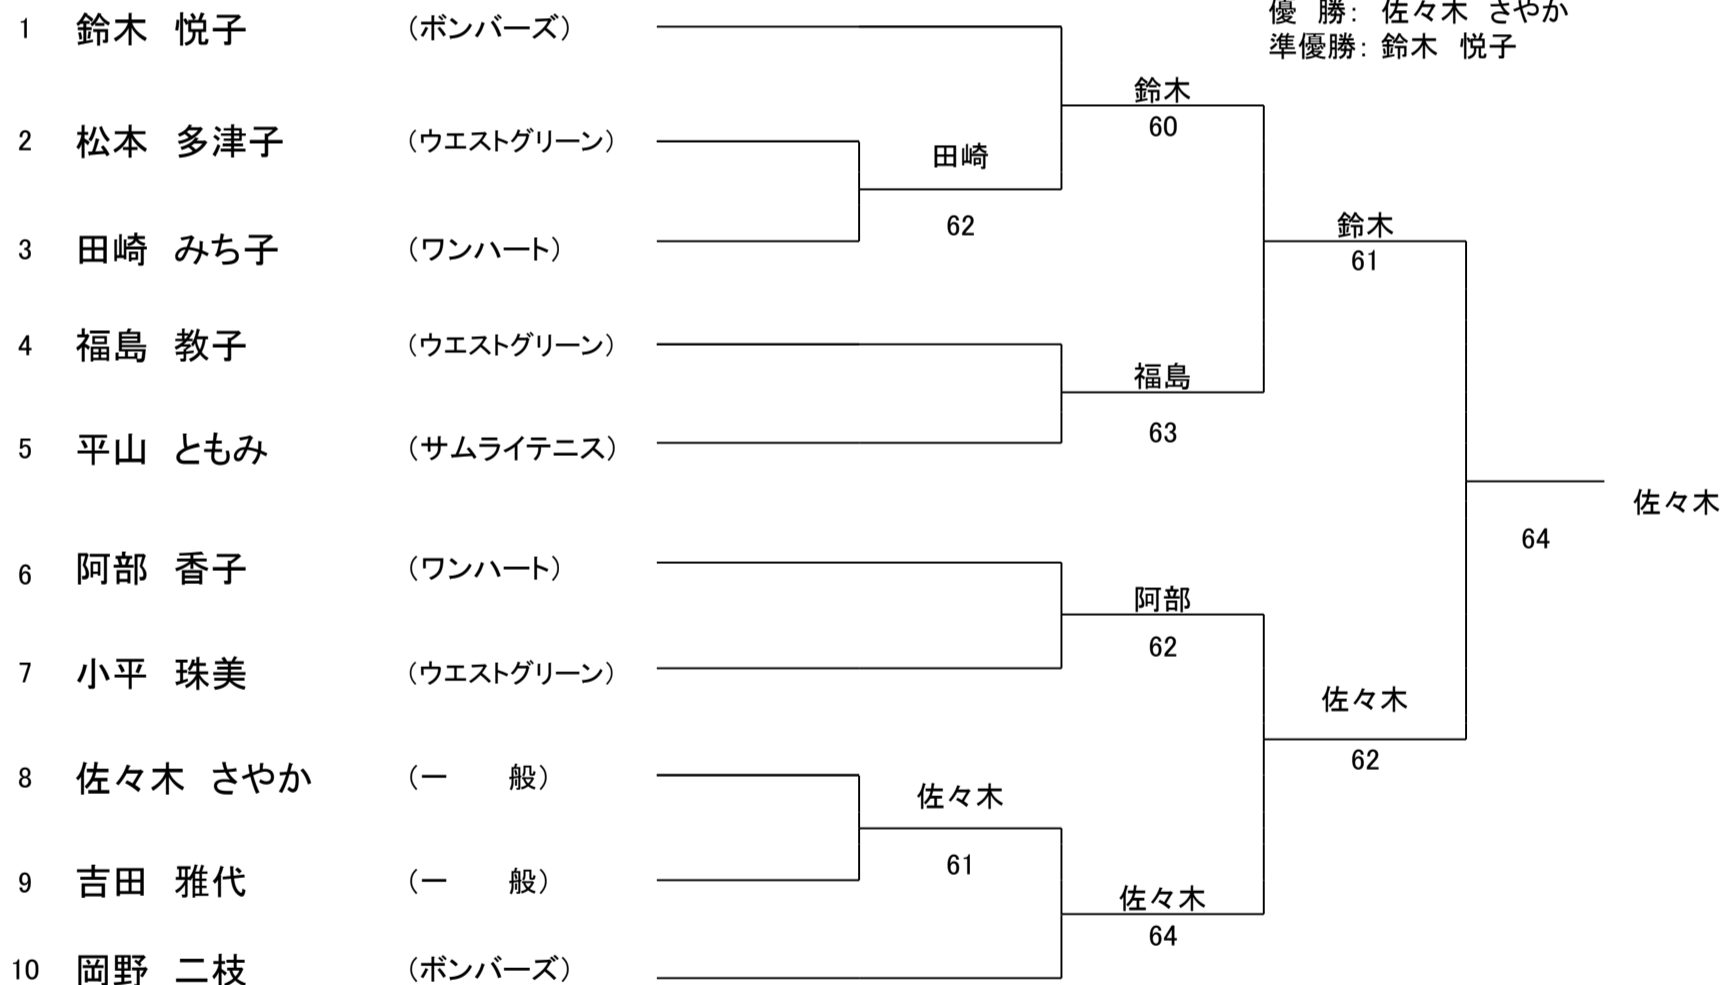 優　勝：　佐々木　さやか
準優勝：　鈴木　悦子
1　鈴木　悦子　（ボンバーズ）
鈴木
60
2　松本　多津子　（ウエストグリーン）
田崎
62
3　田崎　みち子　（ワンハート）
鈴木
61
4　福島　教子　（ウエストグリーン）
福島
63
5　平山　ともみ　（サムライテニス）
佐々木
64
6　阿部　香子　（ワンハート）
阿部
62
7　小平　珠美　（ウエストグリーン）
佐々木
62
8　佐々木　さやか　（一　　般）
佐々木
61
9　吉田　雅代　（一　　般）
佐々木
64
10　岡野　二枝　（ボンバーズ）